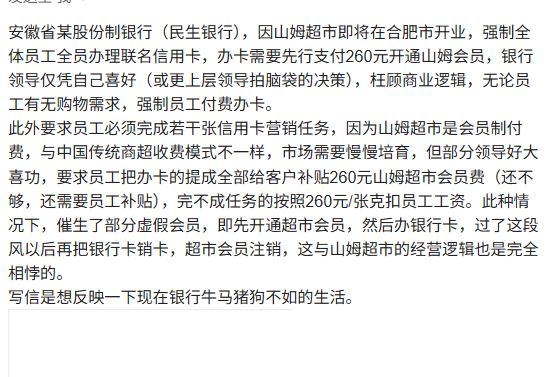 安徽省某股份制银行（民生银行），因山姆超市即将在合肥市开业，强制全
体员工全员办理联名信用卡，办卡需要先行支付260元开通山姆会员，银行
领导仅凭自己喜好（或更上层领导拍脑袋的决策），枉顾商业逻辑，无论员
工有无购物需求，强制员工付费办卡。
此外要求员工必须完成若干张信用卡营销任务，因为山姆超市是会员制付
费，与中国传统商超收费模式不一样，市场需要慢慢培育，但部分领导好大
喜功，要求员工把办卡的提成全部给客户补贴260元山姆超市会员费（还不
够，还需要员工补贴），完不成任务的按照260元/张克扣员工工资。此种情
况下，催生了部分虚假会员，即先开通超市会员，然后办银行卡，过了这段
风以后再把银行卡销卡，超市会员注销，这与山姆超市的经营逻辑也是完全
相悖的。
写信是想反映一下现在银行牛马猪狗不如的生活。